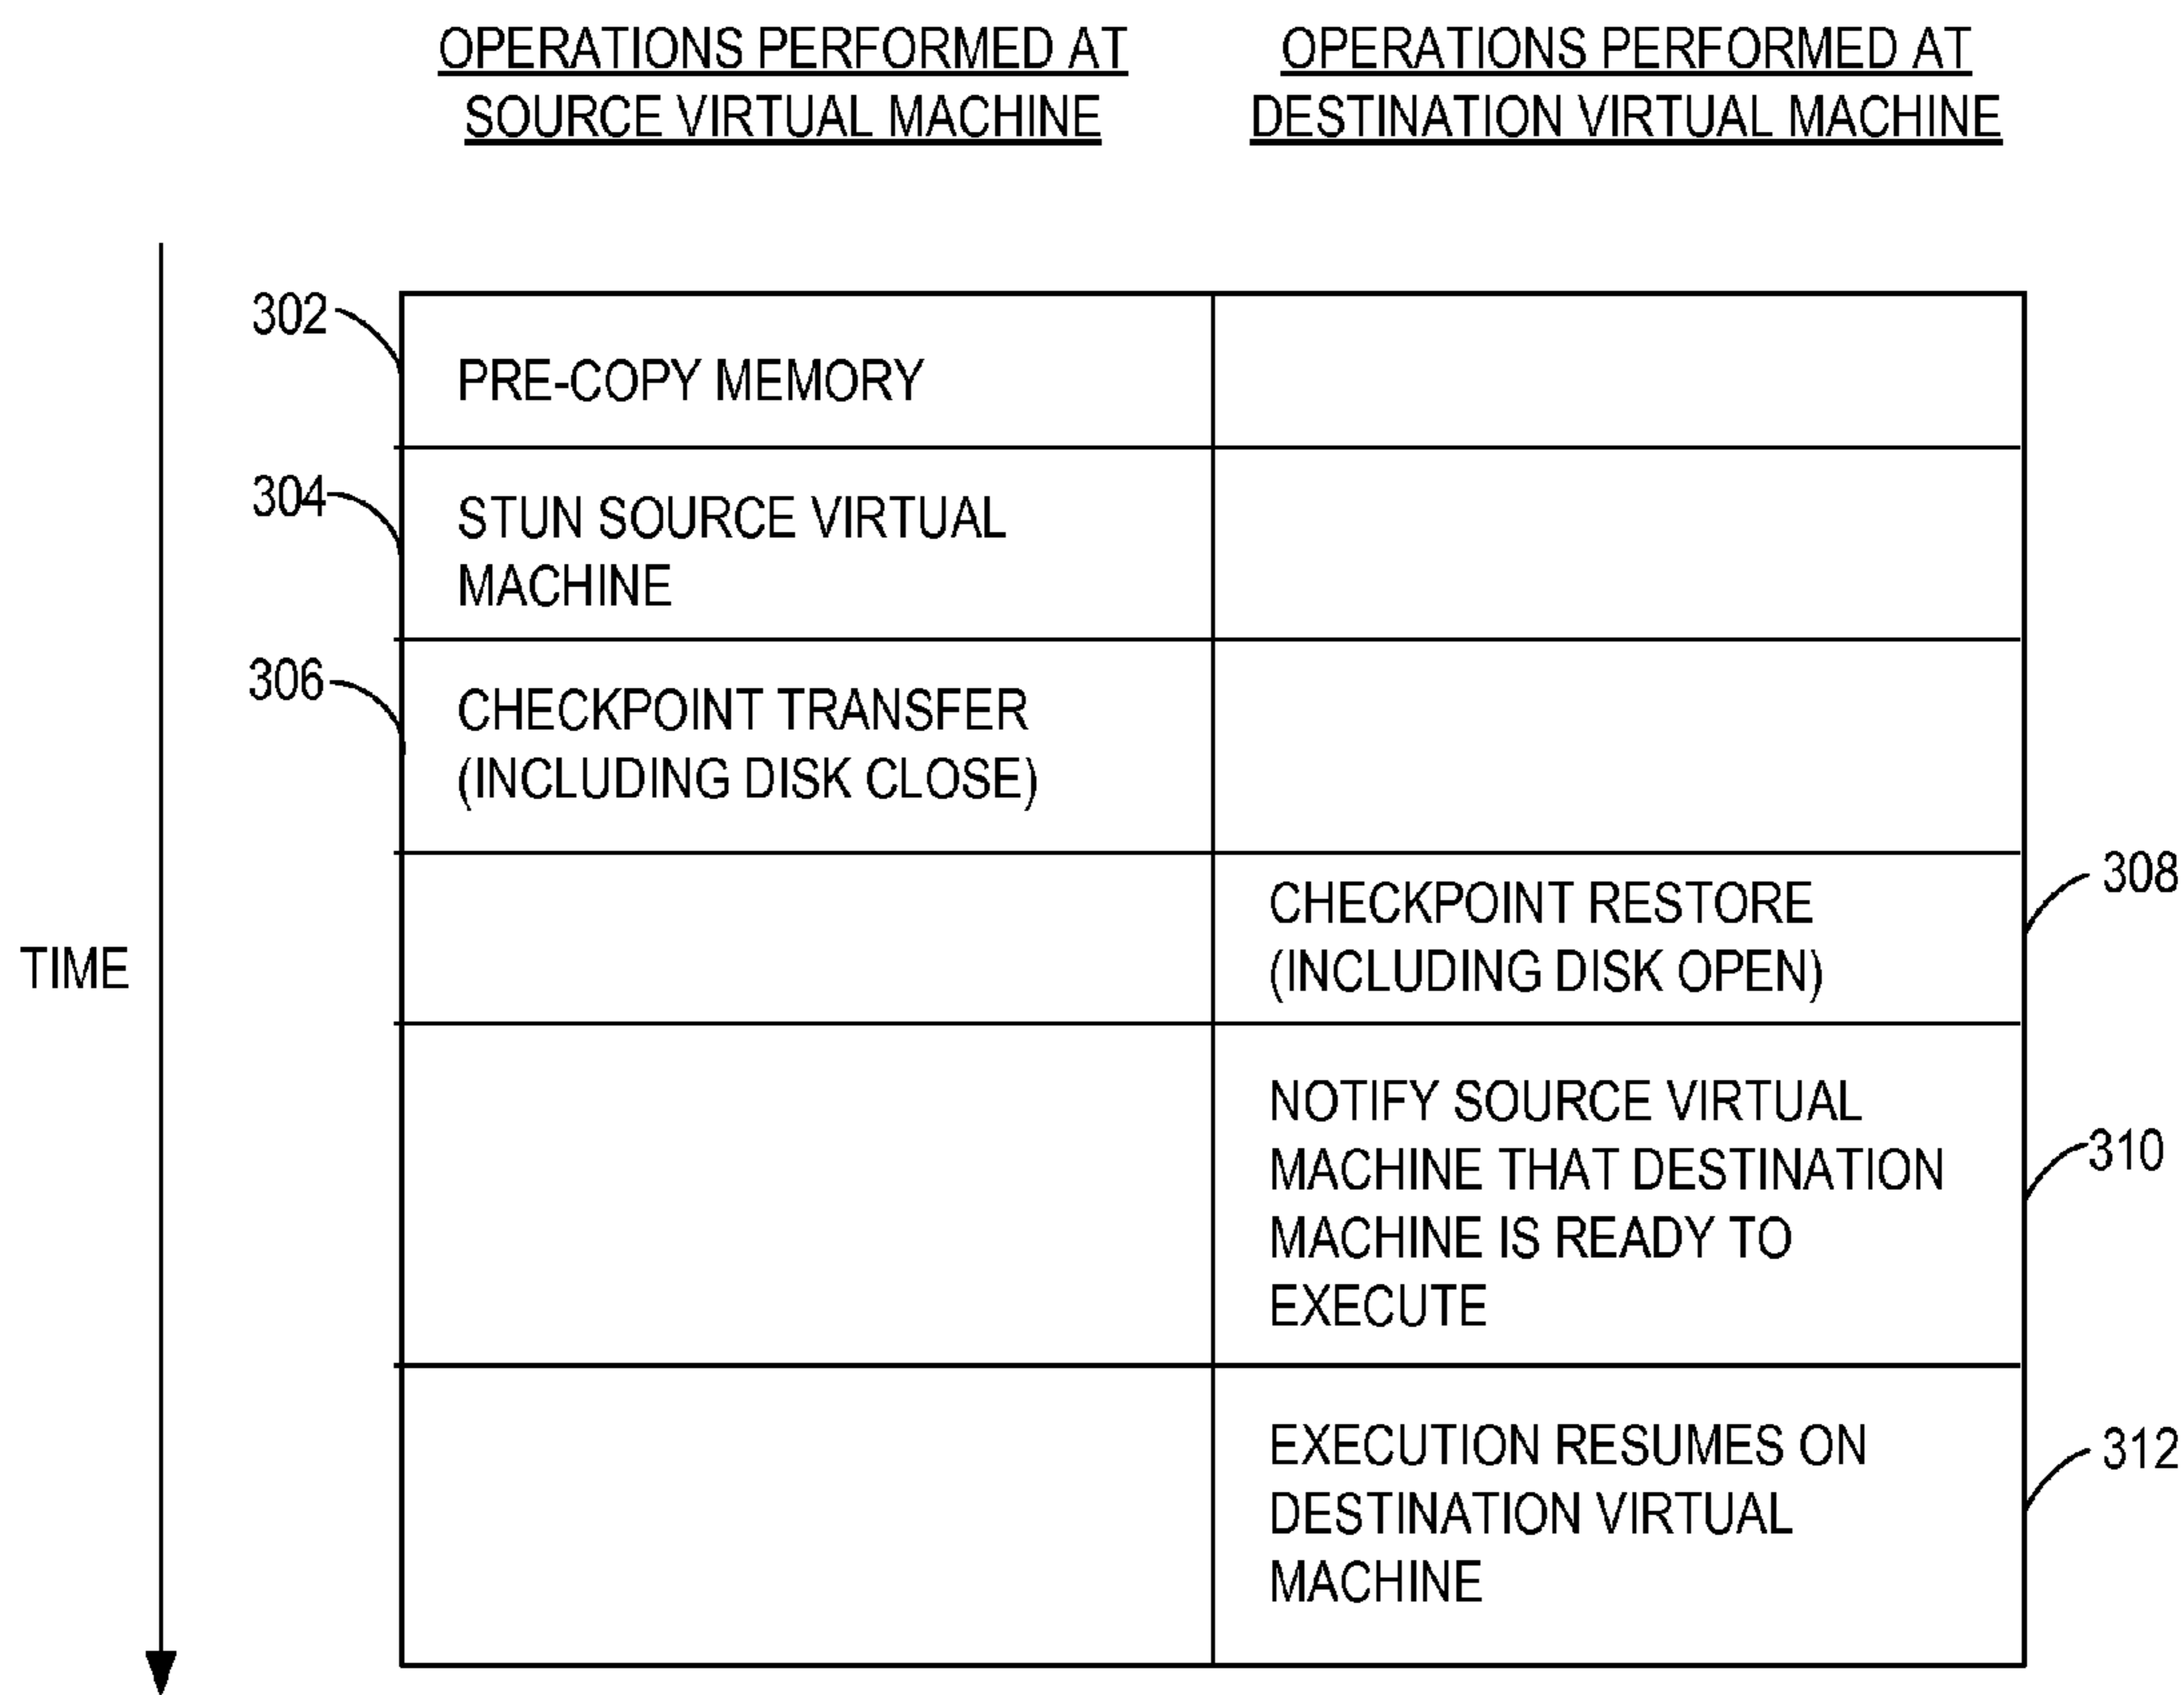 OPERATIONS PERFORMED AT
SOURCE VIRTUAL MACHINE
OPERATIONS PERFORMED AT
DESTINATION VIRTUAL MACHINE
302
PRE-COPY MEMORY
304
STUN SOURCE VIRTUAL
MACHINE
306
CHECKPOINT TRANSFER
(INCLUDING DISK CLOSE)
308
CHECKPOINT RESTORE
(INCLUDING DISK OPEN)
TIME
NOTIFY SOURCE VIRTUAL
MACHINE THAT DESTINATION
MACHINE IS READY TO
EXECUTE
310
EXECUTION RESUMES ON
DESTINATION VIRTUAL
MACHINE
312